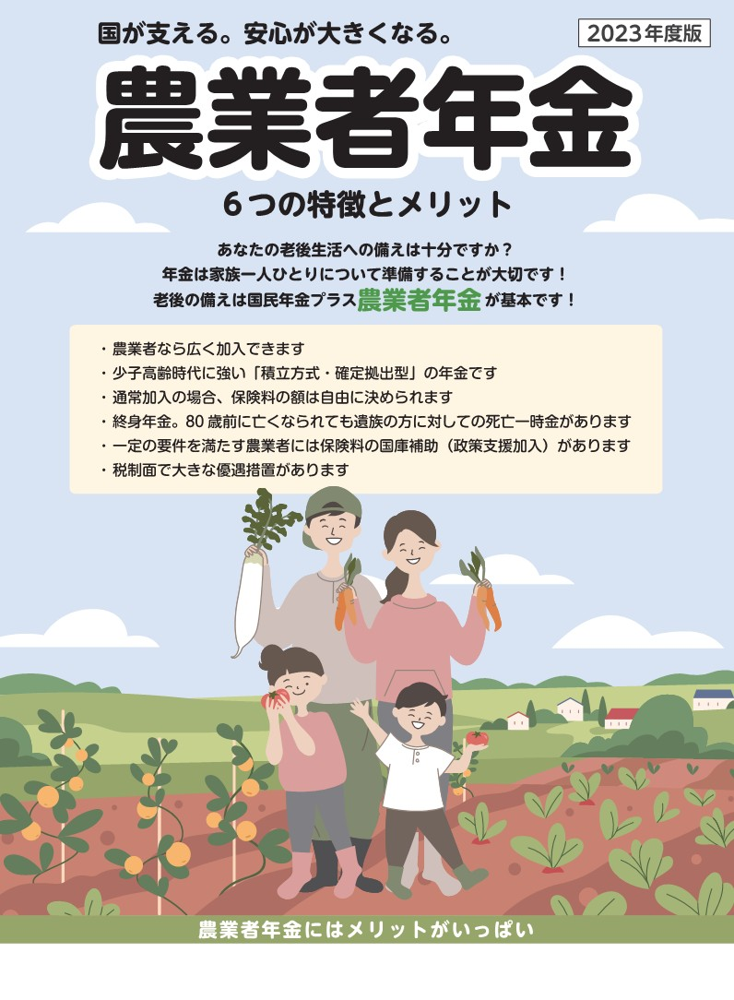 国が支える。安心が大きくなる。
2023年度版
農業者年金
6つの特徴とメリット
あなたの老後生活への備えは十分ですか？
年金は家族一人ひとりについて準備することが大切です！
老後の備えは国民年金プラス農業者年金が基本です！
・農業者なら広く加入できます
・少子高齢時代に強い「積立方式・確定拠出型」の年金です
・通常加入の場合、保険料の額は自由に決められます
・終身年金。80歳前に亡くなられても遺族の方に対しての死亡一時金があります
・一定の要件を満たす農業者には保険料の国庫補助（政策支援加入）があります
・税制面で大きな優遇措置があります
農業者年金にはメリットがいっぱい